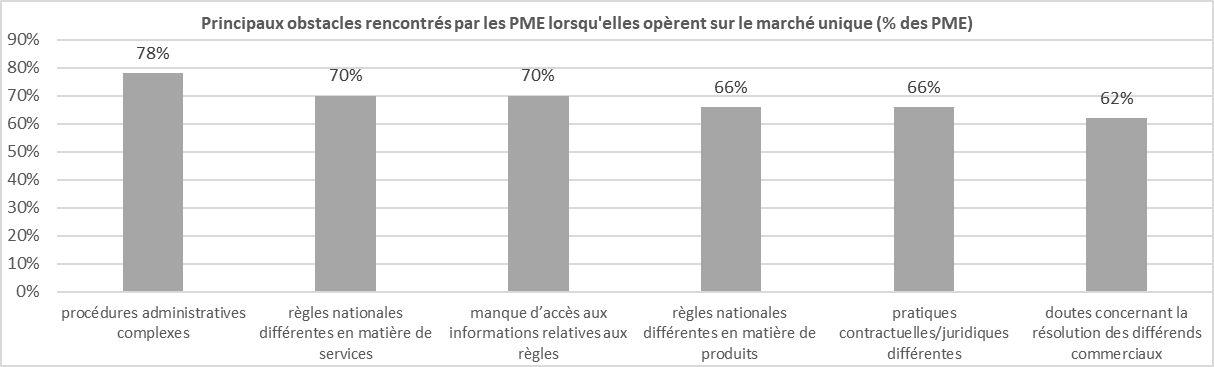 Principaux obstacles rencontrés par les PME lorsqu'elles opèrent sur le marché unique (% des PME)
90%
80%
70%
60%
50%
40%
30%
20%
10%
0%
78%
70%
70%
66%
66%
62%
procédures administratives
complexes
règles nationales
différentes en matière de
services
manque d’accès aux
informations relatives aux
règles
règles nationales
différentes en matière de
produits
pratiques
contractuelles/juridiques
différentes
doutes concernant la
résolution des différends
commerciaux